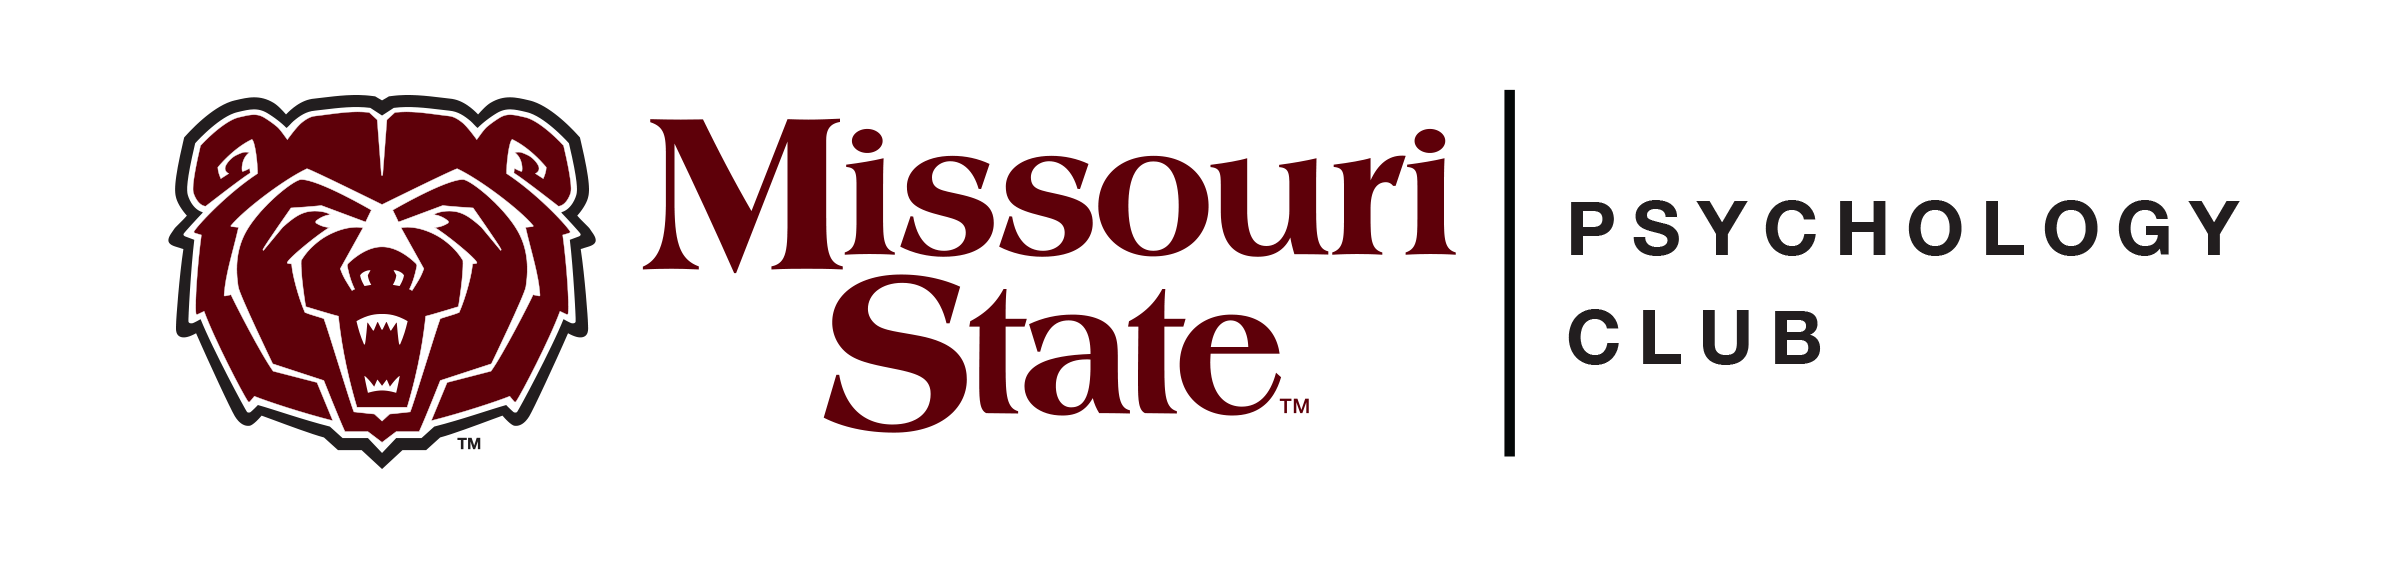 Missouri
State™
PSYCHOLOGY
CLUB
™